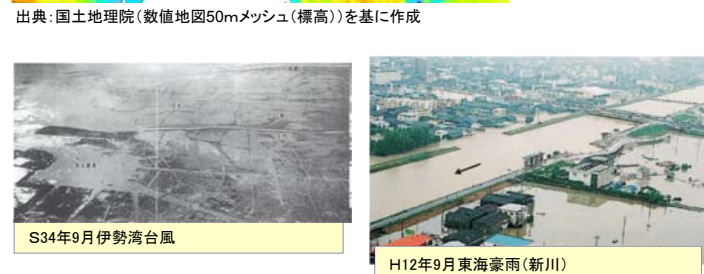 出典：国土地理院（数値地図50mメッシュ（標高））を基に作成
S34年9月伊勢湾台風
H12年9月東海豪雨（新川）